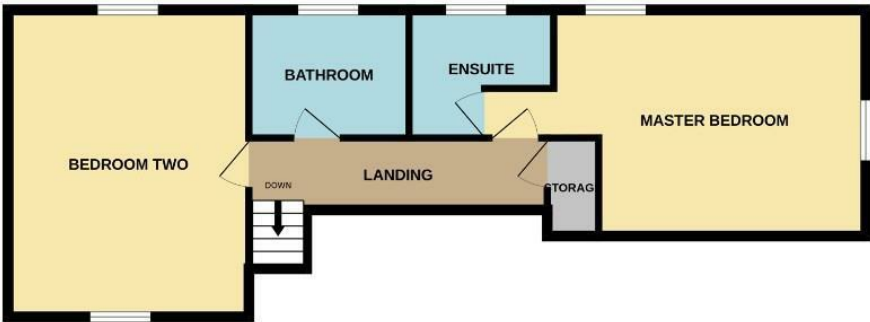 ENSUITE
BATHROOM
MASTER BEDROOM
BEDROOM TWO
LANDING
DOWN
STORAG